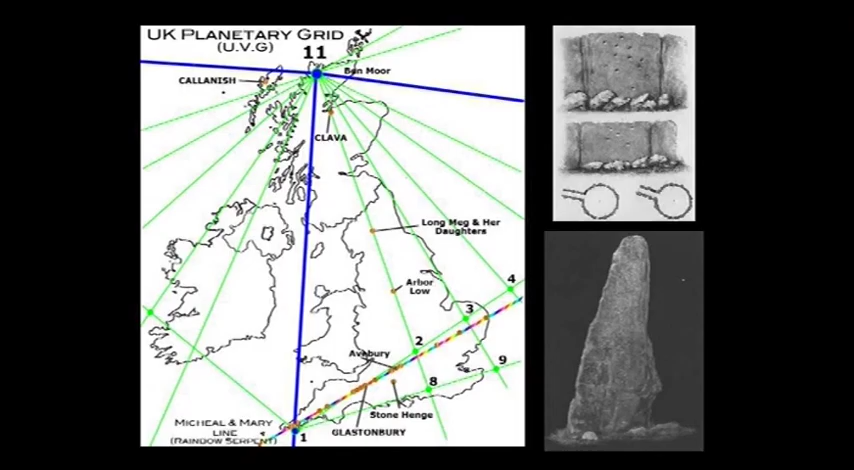 UK PLANETARY GRID
(U.V.G)
11
Ben Moor
CALLANISH
CLAVA
Long Meg & Her
Daughters
4
Arbor
Low
3
2
Avebury
9
8
Stone Henge
MICHEAL & MARY
LINE
(RAINBOW SERPENT)
1
GLASTONBURY